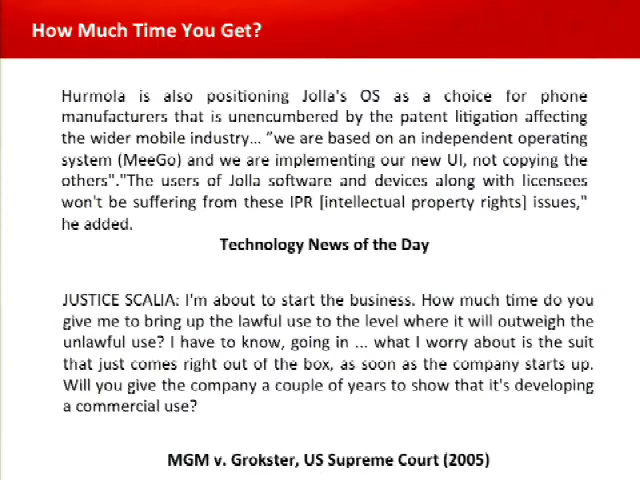 How Much Time You Get?
Hurmola is also positioning Jolla's OS as a choice for phone
manufacturers that is unencumbered by the patent litigation affecting
the wider mobile industry... "we are based on an independent operating
system (MeeGo) and we are implementing our new UI, not copying the
others"."The users of Jolla software and devices along with licensees
won't be suffering from these IPR [intellectual property rights] issues,"
he added.
Technology News of the Day
JUSTICE SCALIA: I'm about to start the business. How much time do you
give me to bring up the lawful use to the level where it will outweigh the
unlawful use? I have to know, going in ... what I worry about is the suit
that just comes right out of the box, as soon as the company starts up.
Will you give the company a couple of years to show that it's developing
a commercial use?
MGM v. Grokster, US Supreme Court (2005)